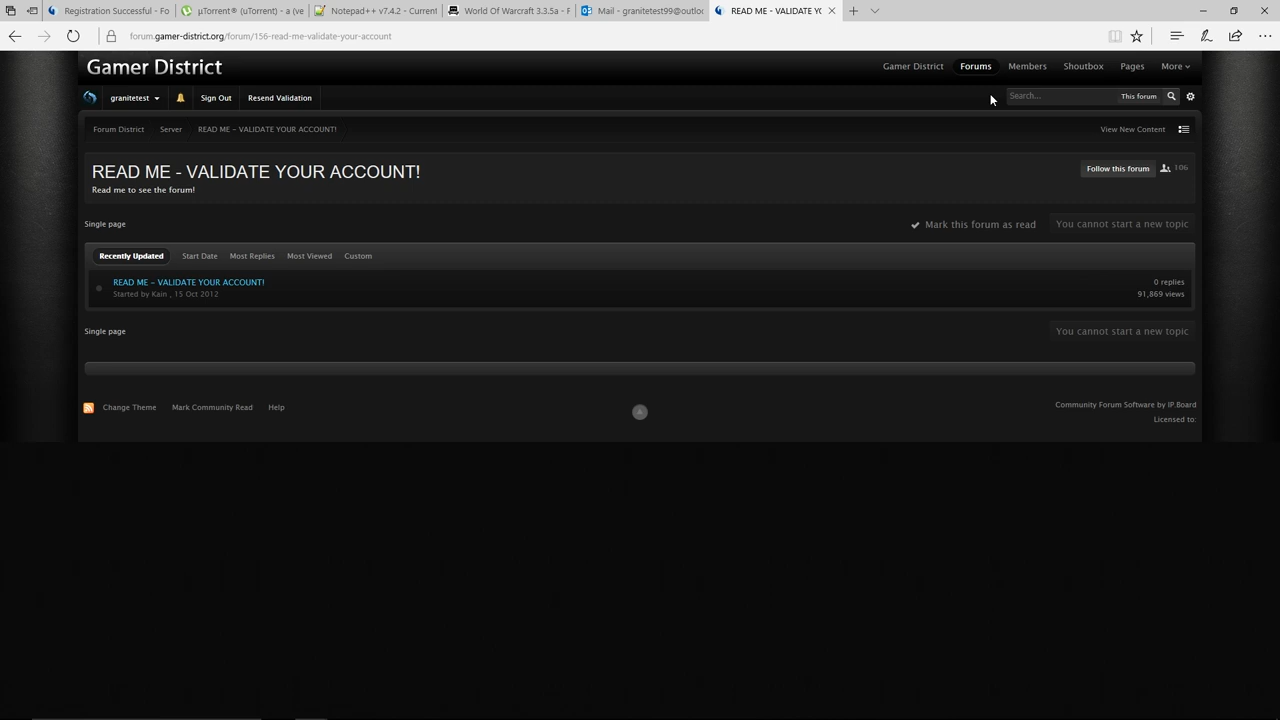 Registration Successful - Fo
µTorrent® (uTorrent) - a (ve
Notepad++ v7.4.2 - Current
World Of Warcraft 3.3.5a - F
Mail - granitetest99@outloo
READ ME - VALIDATE YO
forum.gamer-district.org/forum/156-read-me-validate-your-account
Gamer District
Gamer District
Forums
Members
Shoutbox
Pages
More
granitetest
Sign Out
Resend Validation
Search...
This forum
Forum District
Server
READ ME - VALIDATE YOUR ACCOUNT!
View New Content
READ ME - VALIDATE YOUR ACCOUNT!
Follow this forum
106
Read me to see the forum!
Single page
Mark this forum as read
You cannot start a new topic
Recently Updated
Start Date
Most Replies
Most Viewed
Custom
READ ME - VALIDATE YOUR ACCOUNT!
0 replies
Started by Kain , 15 Oct 2012
91,869 views
Single page
You cannot start a new topic
Change Theme
Mark Community Read
Help
Community Forum Software by IP.Board
Licensed to: